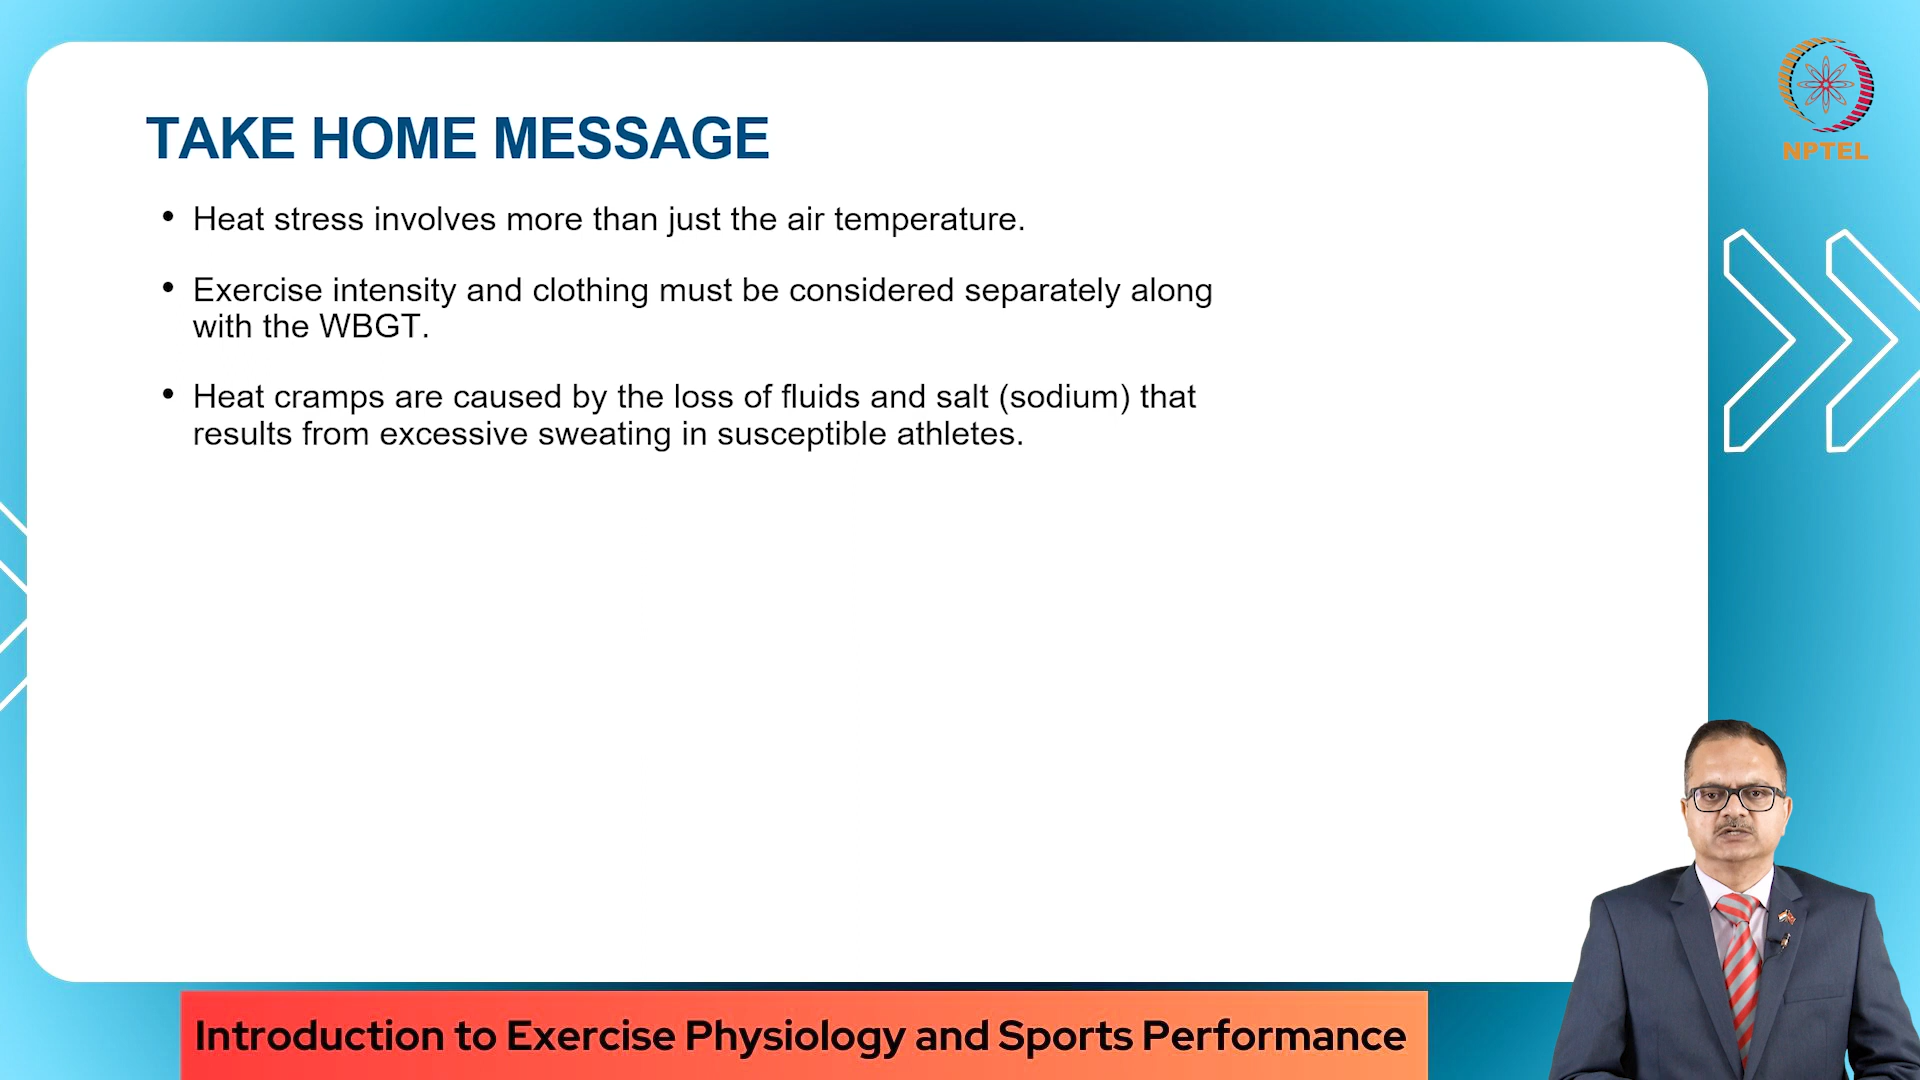 TAKE HOME MESSAGE
• Heat stress involves more than just the air temperature.
• Exercise intensity and clothing must be considered separately along
with the WBGT.
• Heat cramps are caused by the loss of fluids and salt (sodium) that
results from excessive sweating in susceptible athletes.
NPTEL
Introduction to Exercise Physiology and Sports Performance